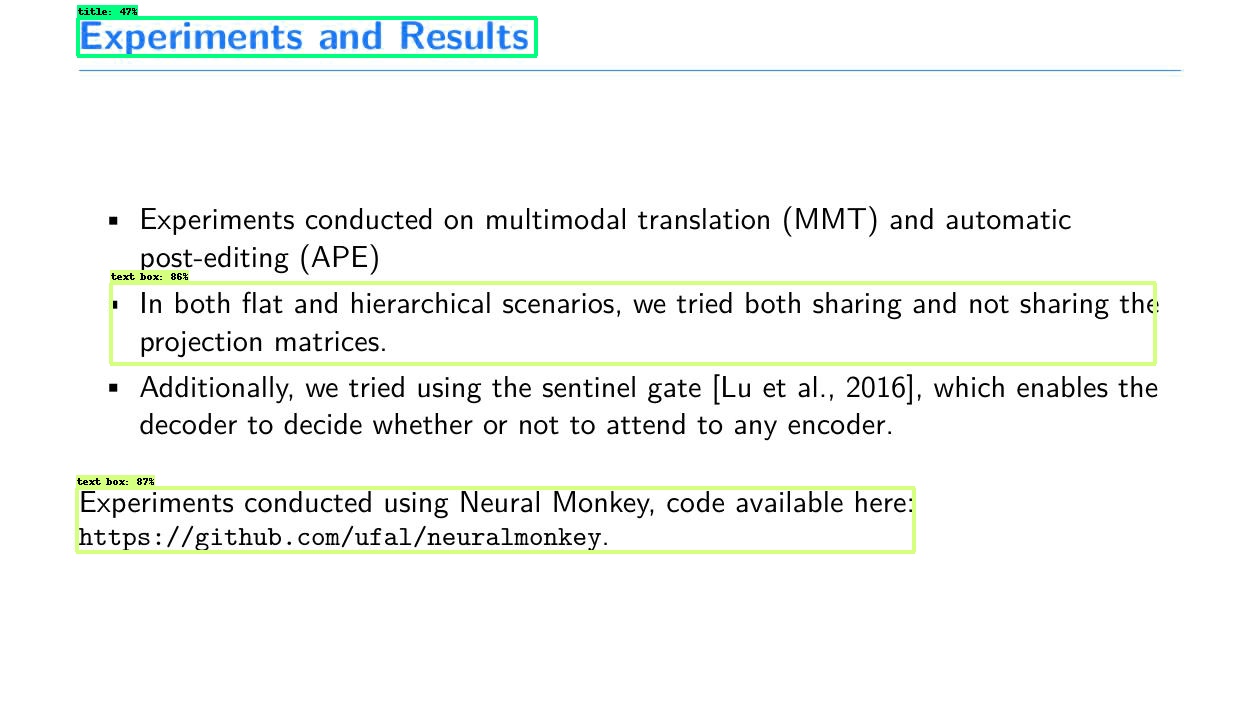 title: 47%
Experiments and Results
▪ Experiments conducted on multimodal translation (MMT) and automatic
post-editing (APE)
text box: 86%
▪ In both flat and hierarchical scenarios, we tried both sharing and not sharing the
projection matrices.
▪ Additionally, we tried using the sentinel gate [Lu et al., 2016], which enables the
decoder to decide whether or not to attend to any encoder.
text box: 87%
Experiments conducted using Neural Monkey, code available here:
https://github.com/ufal/neuralmonkey.